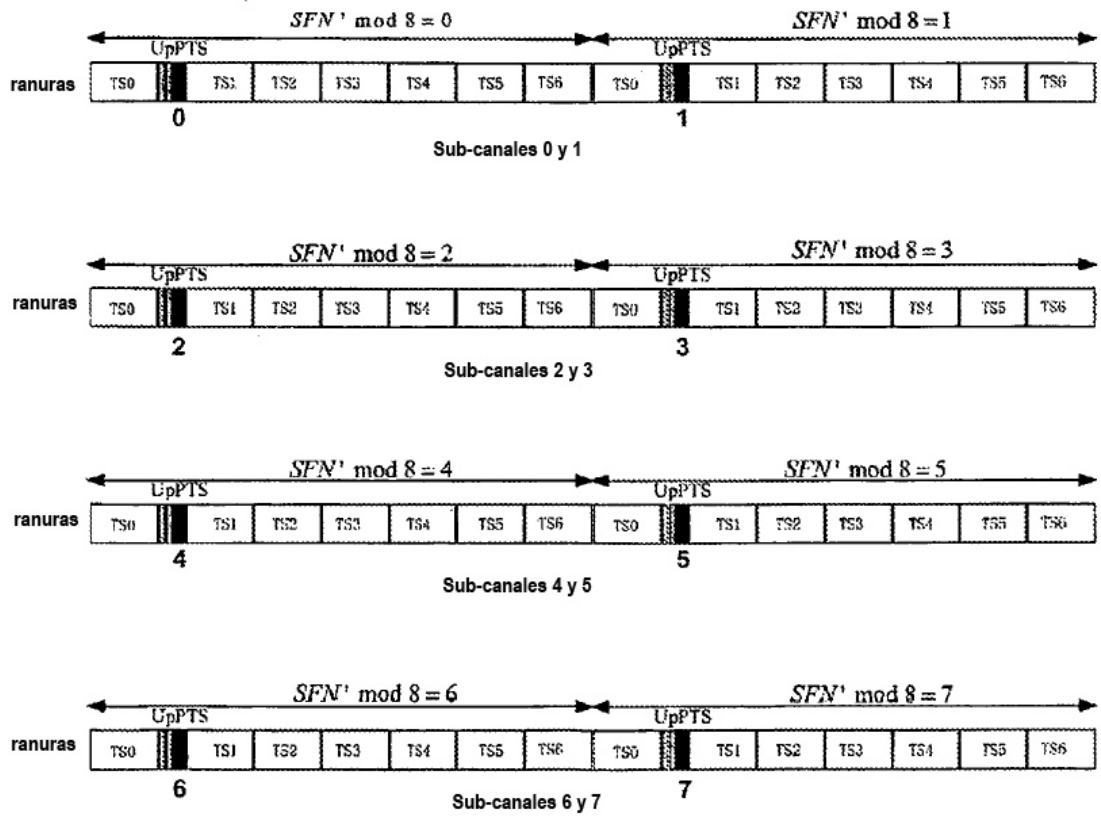 SFN' mod 8 = 0 SFN' mod 8 = 1
UpPTS UpPTS
ranuras TS0 TS1 TS2 TS3 TS4 TS5 TS6 TS0 TS1 TS2 TS3 TS4 TS5 TS6
0 1
Sub-canales 0 y 1
SFN' mod 8 = 2 SFN' mod 8 = 3
UpPTS UpPTS
ranuras TS0 TS1 TS2 TS3 TS4 TS5 TS6 TS0 TS1 TS2 TS3 TS4 TS5 TS6
2 3
Sub-canales 2 y 3
SFN' mod 8 = 4 SFN' mod 8 = 5
UpPTS UpPTS
ranuras TS0 TS1 TS2 TS3 TS4 TS5 TS6 TS0 TS1 TS2 TS3 TS4 TS5 TS6
4 5
Sub-canales 4 y 5
SFN' mod 8 = 6 SFN' mod 8 = 7
UpPTS UpPTS
ranuras TS0 TS1 TS2 TS3 TS4 TS5 TS6 TS0 TS1 TS2 TS3 TS4 TS5 TS6
6 7
Sub-canales 6 y 7